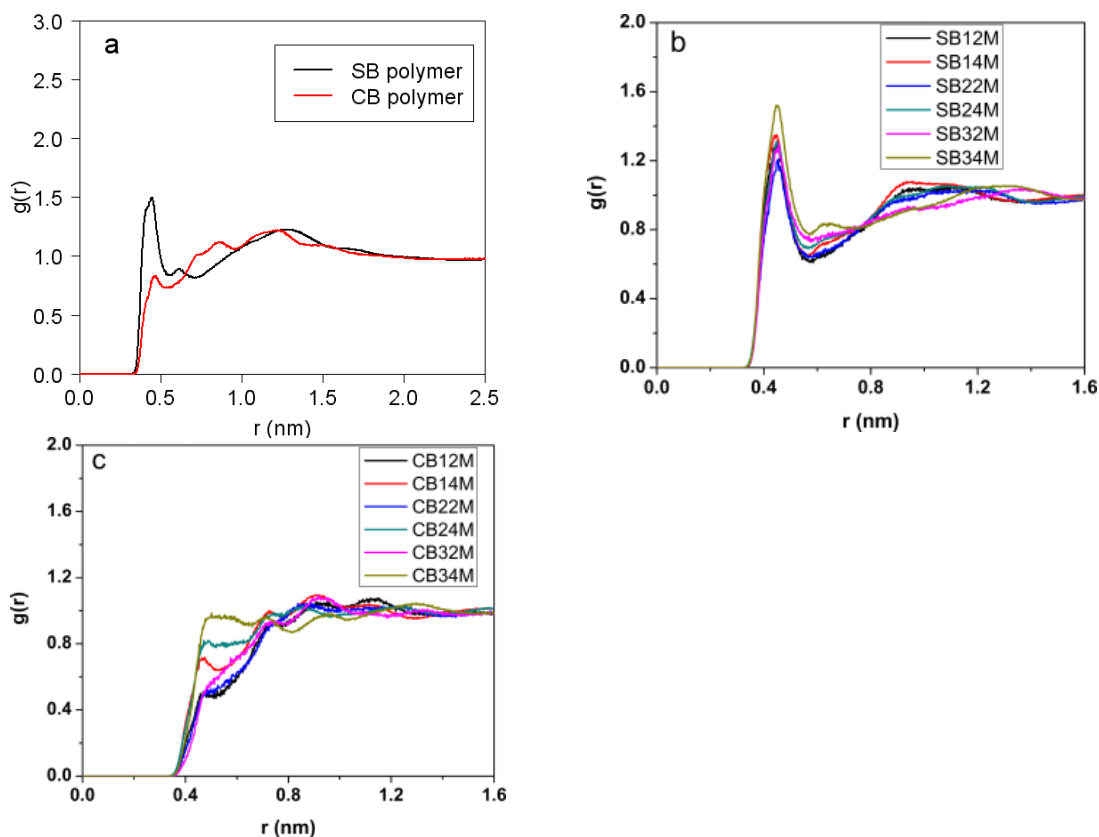 a
3.0
2.5
2.0
1.5
1.0
0.5
0.0
g(r)
SB polymer
CB polymer
0.0 0.5 1.0 1.5 2.0 2.5
r (nm)
b
2.0
1.6
1.2
0.8
0.4
0.0
g(r)
SB12M
SB14M
SB22M
SB24M
SB32M
SB34M
0.0 0.4 0.8 1.2 1.6
r (nm)
c
2.0
1.6
1.2
0.8
0.4
0.0
g(r)
CB12M
CB14M
CB22M
CB24M
CB32M
CB34M
0.0 0.4 0.8 1.2 1.6
r (nm)